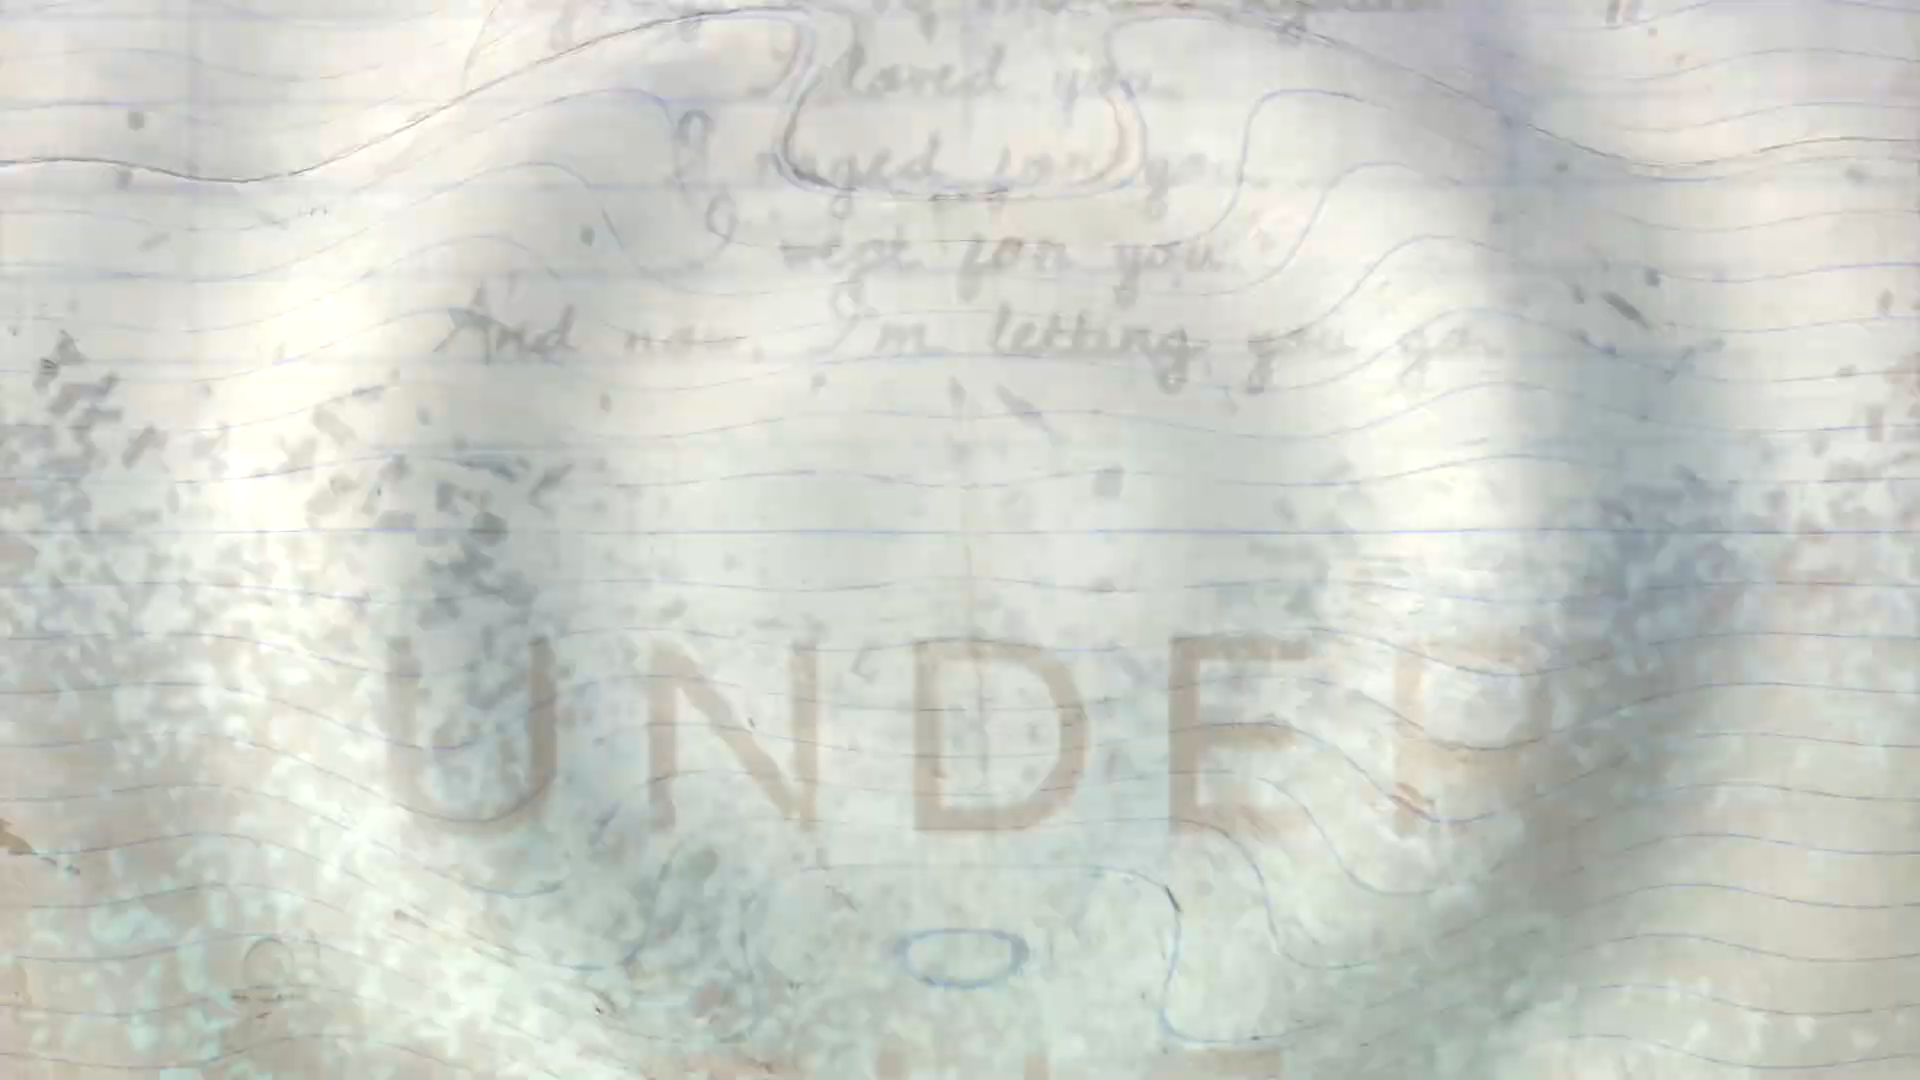 I loved you
I raged for you
I wept for you
And now, I'm letting you go
UNDER